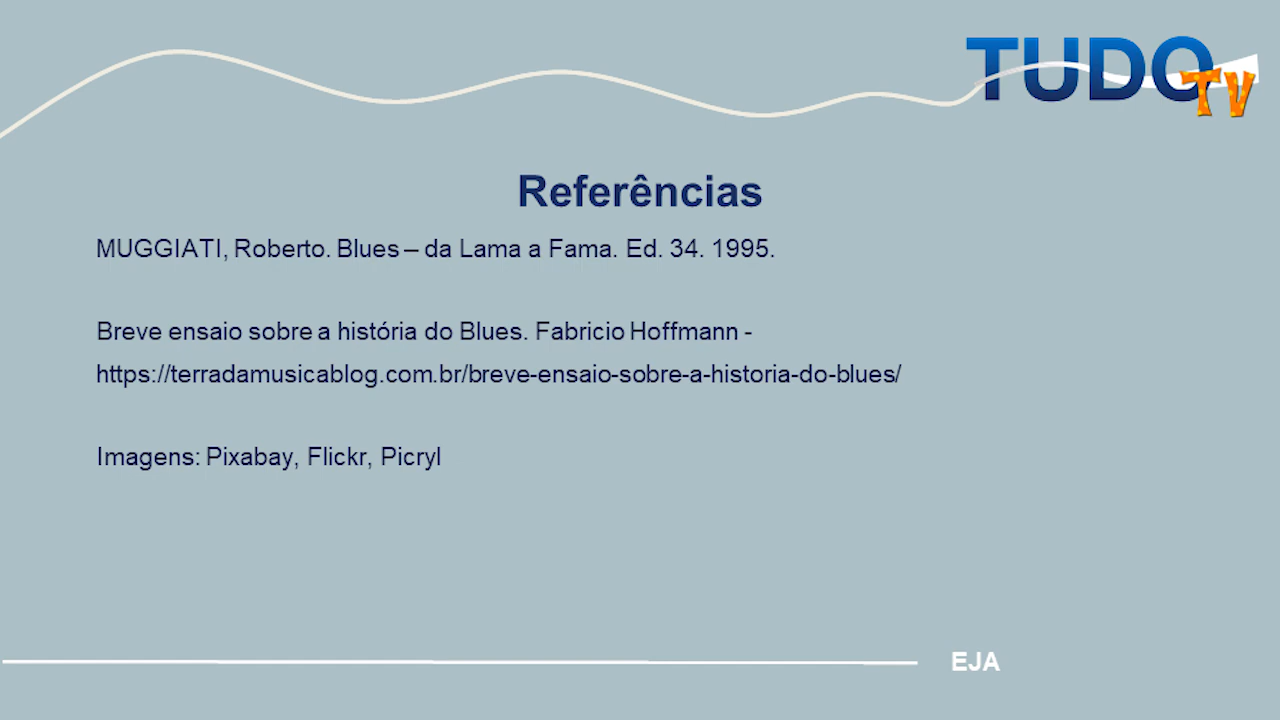 TUDO
TV
Referências
MUGGIATI, Roberto. Blues – da Lama a Fama. Ed. 34. 1995.
Breve ensaio sobre a história do Blues. Fabricio Hoffmann -
https://terradamusicablog.com.br/breve-ensaio-sobre-a-historia-do-blues/
Imagens: Pixabay, Flickr, Picryl
EJA